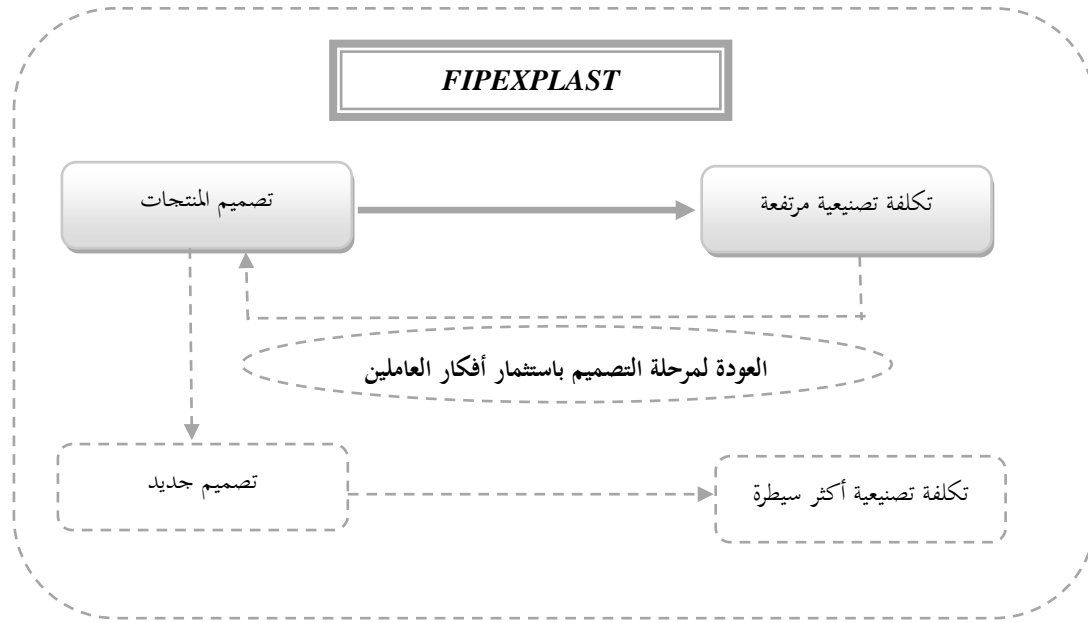 FIPEXPLAST
تصميم المنتجات
تكلفة تصنيعية مرتفعة
العودة لمرحلة التصميم باستثمار أفكار العاملين
تصميم جديد
تكلفة تصنيعية أكثر سيطرة